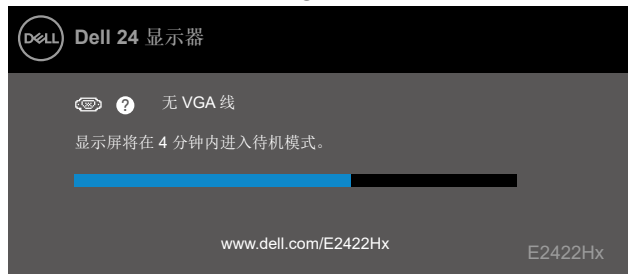 DELL Dell 24 显示器
? 无 VGA 线
显示屏将在 4 分钟内进入待机模式。
www.dell.com/E2422Hx
E2422Hx